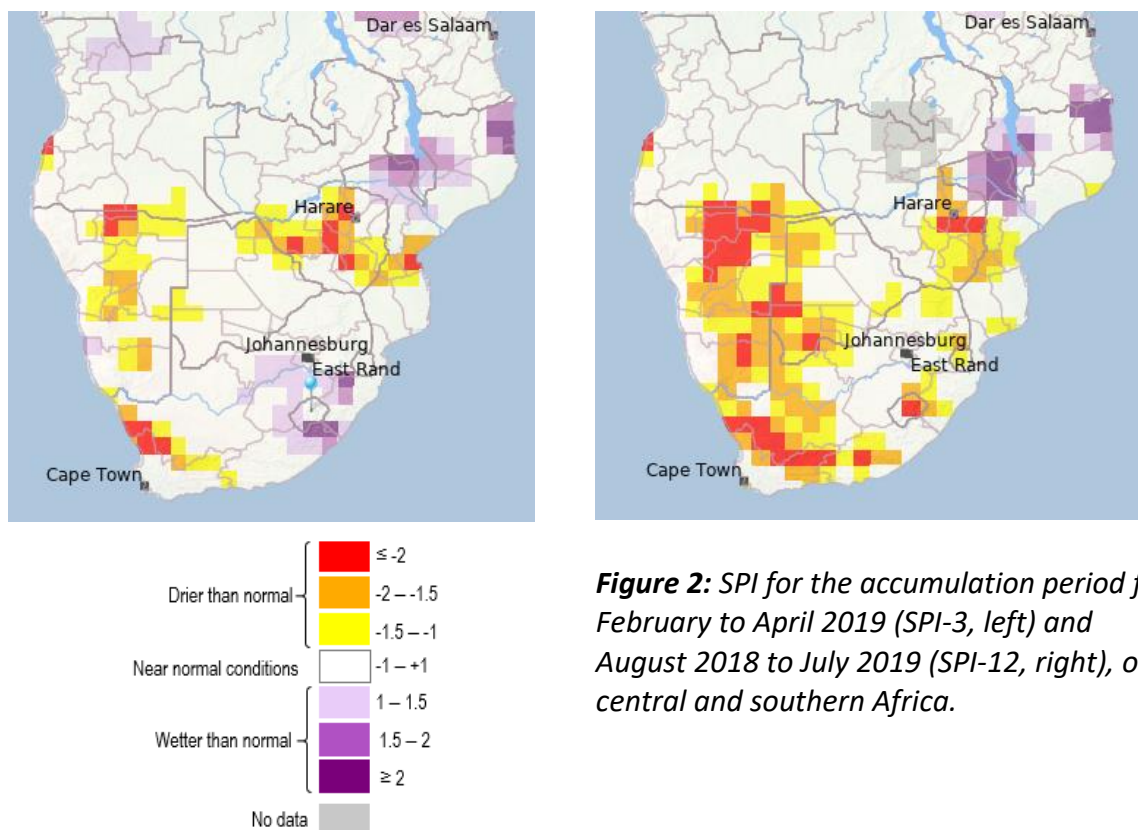 Dar es Salaam
Harare
Johannesburg
East Rand
Cape Town
Dar es Salaam
Harare
Johannesburg
East Rand
Cape Town
Drier than normal
≤ -2
-2 – -1.5
-1.5 – -1
Near normal conditions
-1 – +1
Wetter than normal
1 – 1.5
1.5 – 2
≥ 2
No data
Figure 2: SPI for the accumulation period
February to April 2019 (SPI-3, left) and
August 2018 to July 2019 (SPI-12, right),
central and southern Africa.